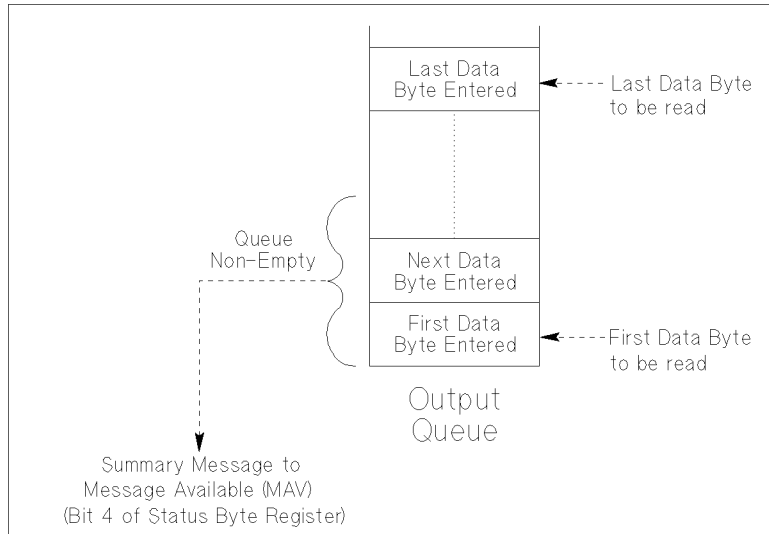 Last Data
Byte Entered
Last Data Byte
to be read
Queue
Non-Empty
Next Data
Byte Entered
First Data
Byte Entered
First Data Byte
to be read
Output
Queue
Summary Message to
Message Available (MAV)
(Bit 4 of Status Byte Register)